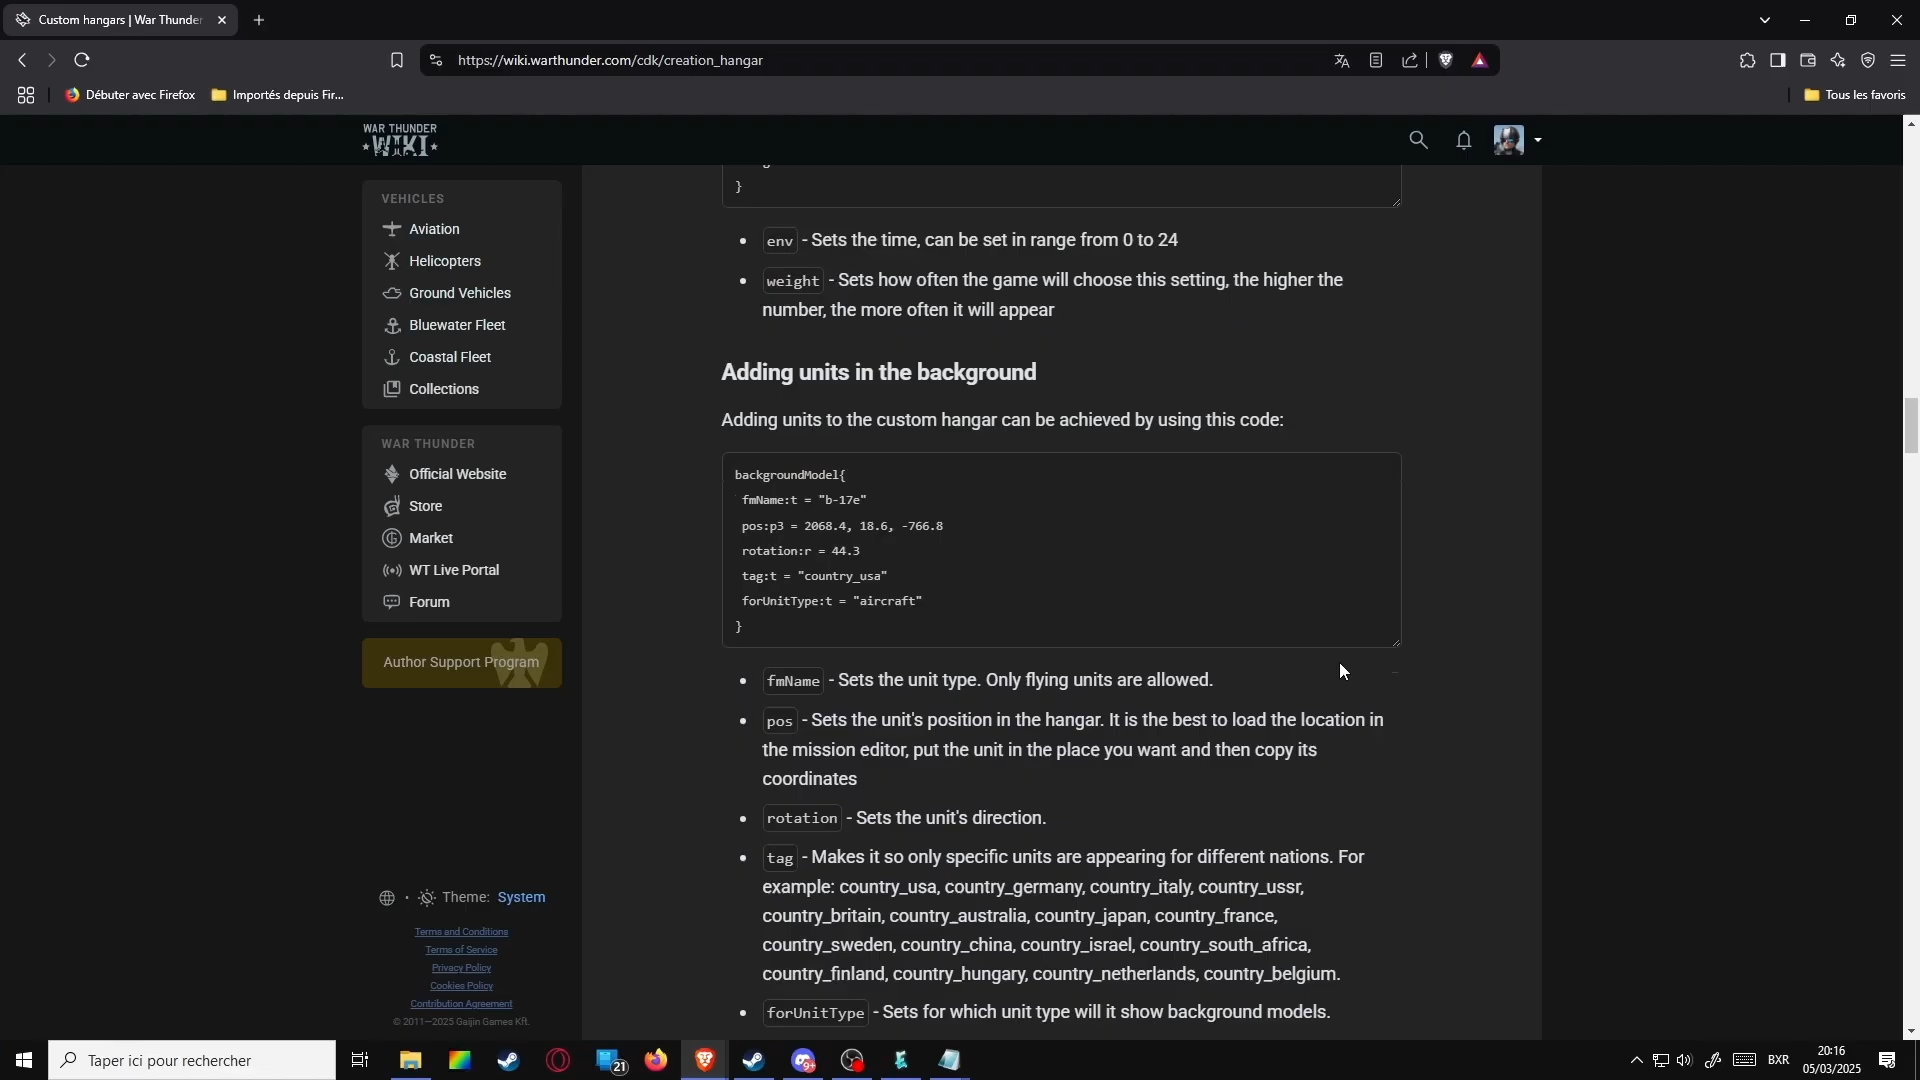 Custom hangars | War Thunder
https://wiki.warthunder.com/cdk/creation_hangar
Débuter avec Firefox
Importés depuis Fir...
Tous les favoris
WAR THUNDER
WIKI
VEHICLES
Aviation
Helicopters
Ground Vehicles
Bluewater Fleet
Coastal Fleet
Collections
WAR THUNDER
Official Website
Store
Market
WT Live Portal
Forum
Author Support Program
Theme: System
Terms and Conditions
Terms of Service
Privacy Policy
Cookies Policy
Contribution Agreement
© 2011—2025 Gaijin Games Kft.
}
env - Sets the time, can be set in range from 0 to 24
weight - Sets how often the game will choose this setting, the higher the
number, the more often it will appear
Adding units in the background
Adding units to the custom hangar can be achieved by using this code:
backgroundModel{
fmName:t = "b-17e"
pos:p3 = 2068.4, 18.6, -766.8
rotation:r = 44.3
tag:t = "country_usa"
forUnitType:t = "aircraft"
}
fmName - Sets the unit type. Only flying units are allowed.
pos - Sets the unit's position in the hangar. It is the best to load the location in
the mission editor, put the unit in the place you want and then copy its
coordinates
rotation - Sets the unit's direction.
tag - Makes it so only specific units are appearing for different nations. For
example: country_usa, country_germany, country_italy, country_ussr,
country_britain, country_australia, country_japan, country_france,
country_sweden, country_china, country_israel, country_south_africa,
country_finland, country_hungary, country_netherlands, country_belgium.
forUnitType - Sets for which unit type will it show background models.
Taper ici pour rechercher
21
9+
BXR
20:16
05/03/2025